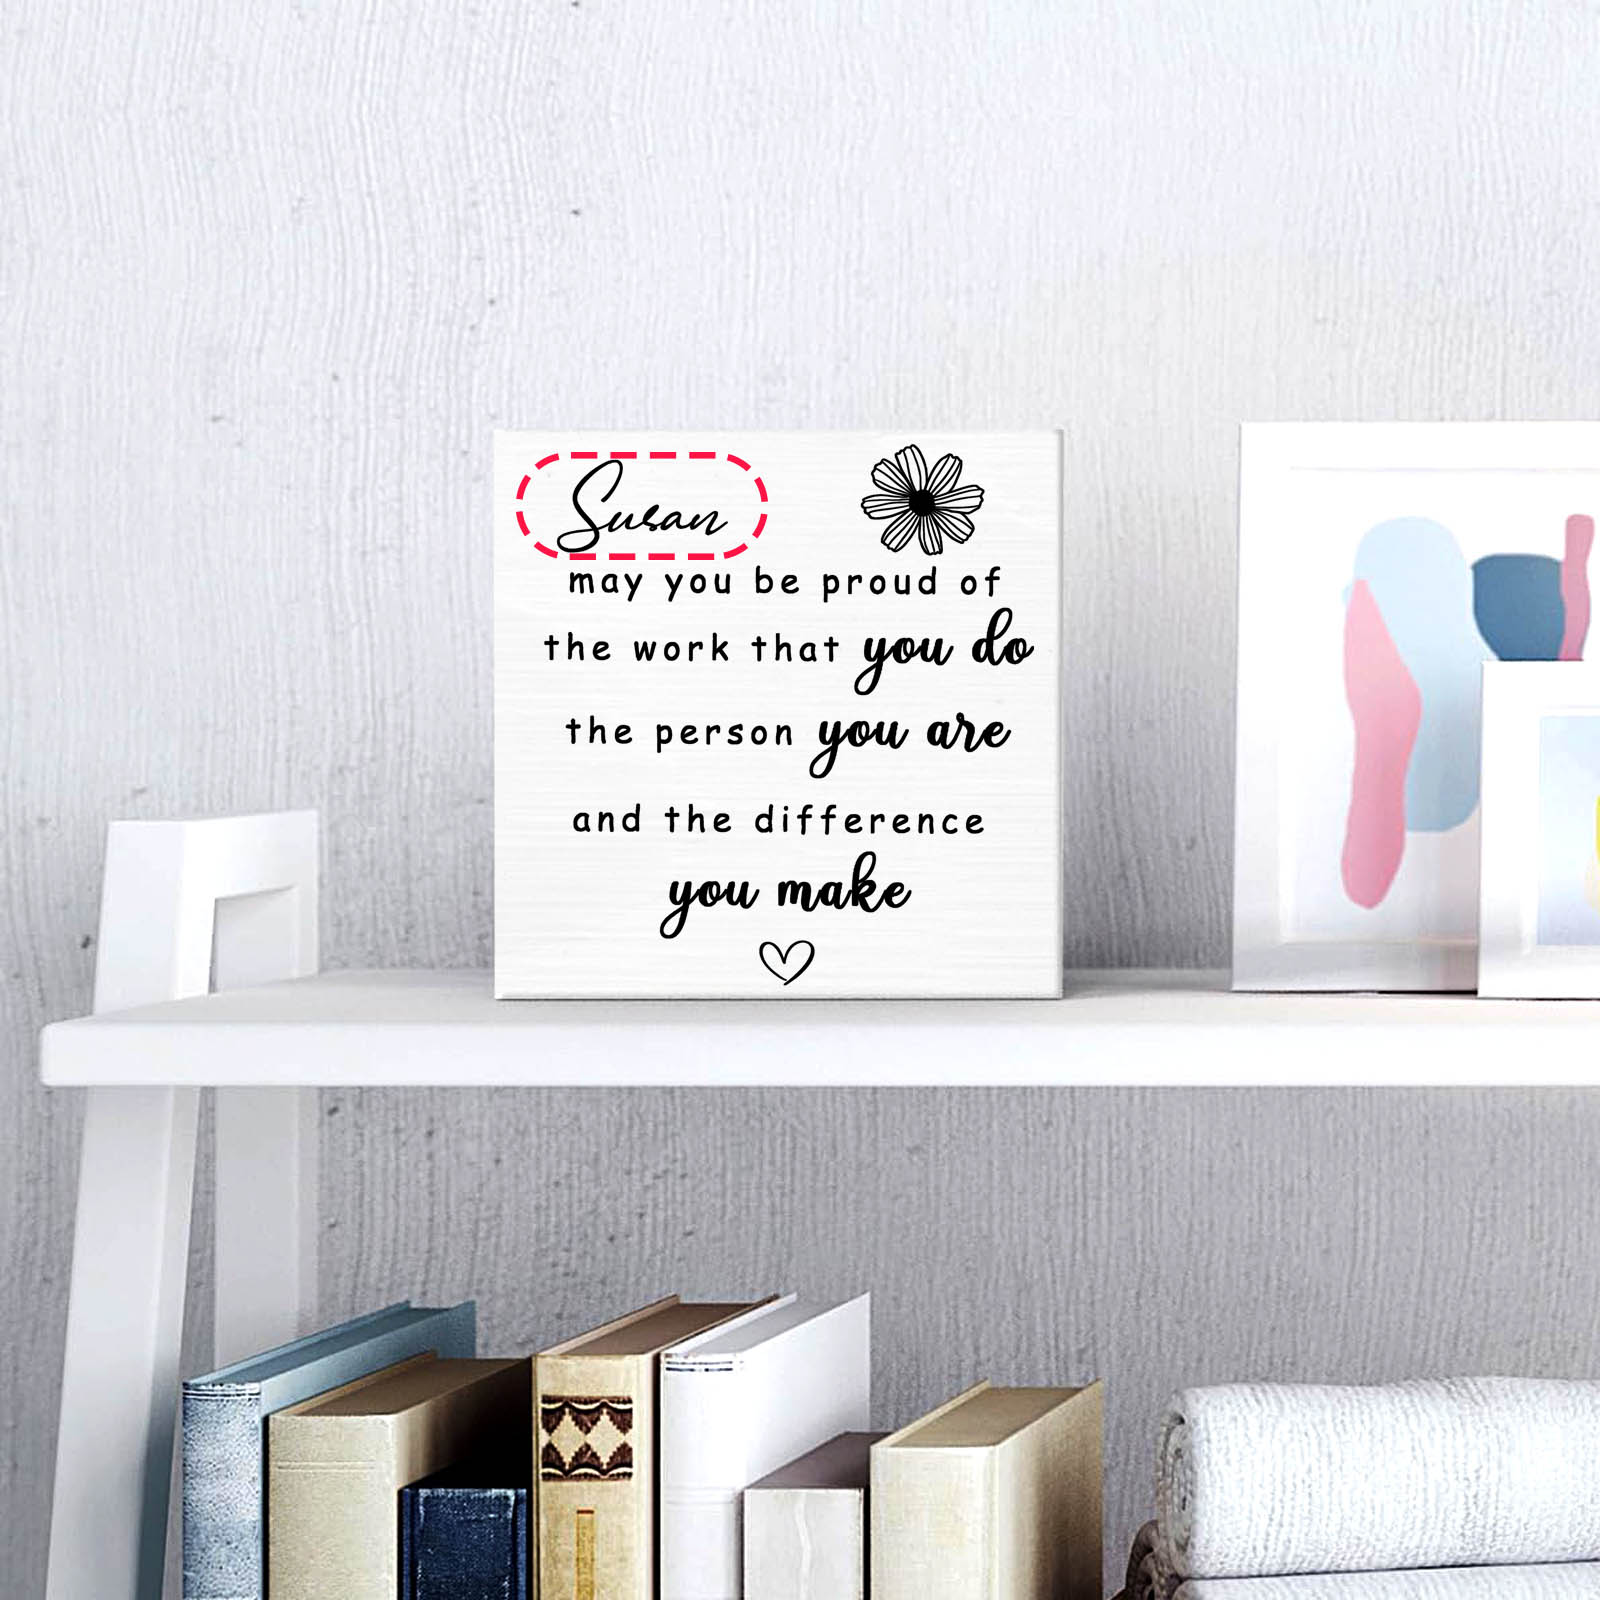 Susan
may you be proud of
the work that you do
the person you are
and the difference
you make